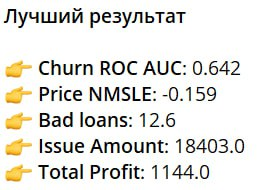 Лучший результат
👉 Churn ROC AUC: 0.642
👉 Price NMSLE: -0.159
👉 Bad loans: 12.6
👉 Issue Amount: 18403.0
👉 Total Profit: 1144.0